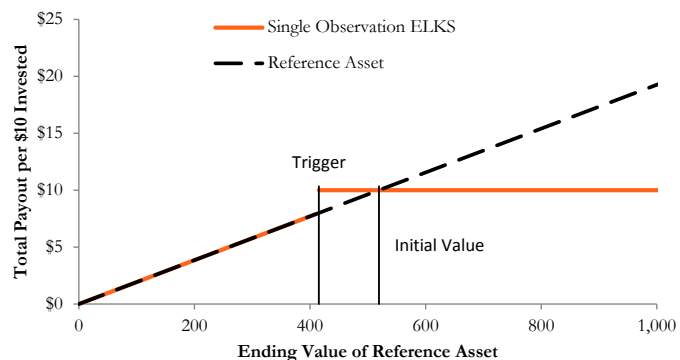 $25
$20
$15
$10
$5
$0
Total Payout per $10 Invested
Single Observation ELKS
Reference Asset
Trigger
Initial Value
0 200 400 600 800 1,000
Ending Value of Reference Asset